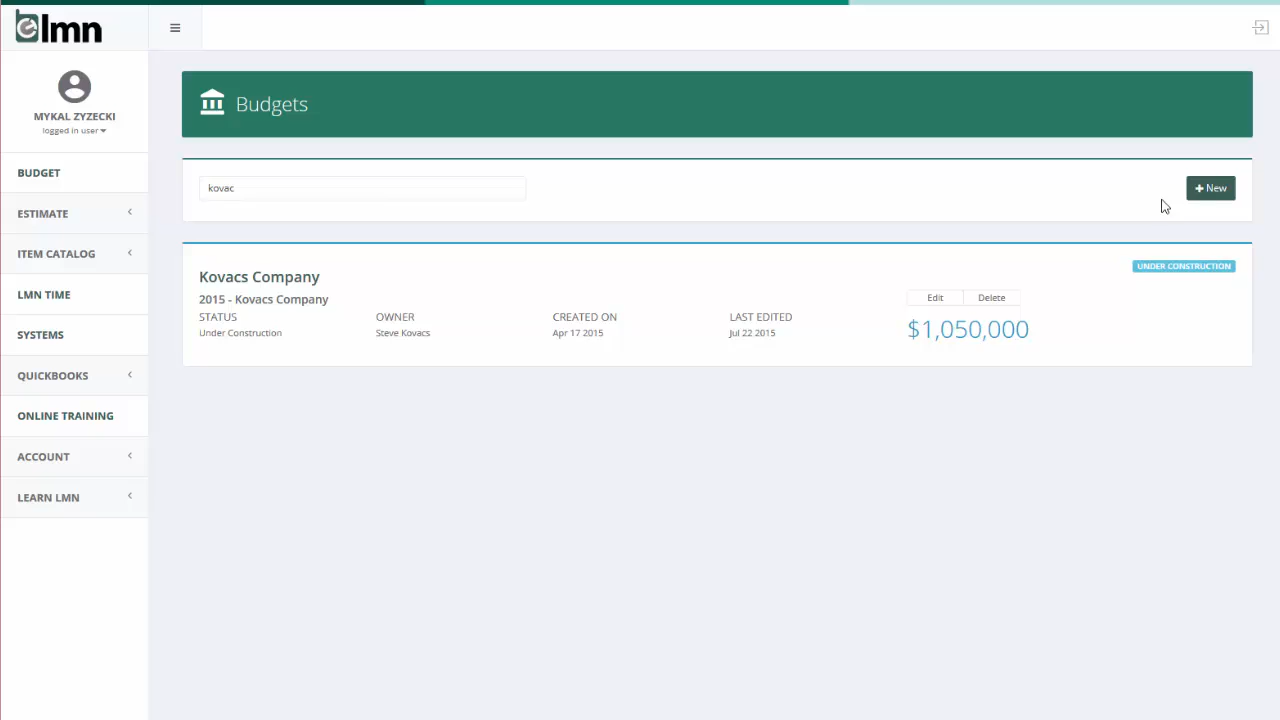 lmn
MYKAL ZYZECKI
logged in user
BUDGET
ESTIMATE
ITEM CATALOG
LMN TIME
SYSTEMS
QUICKBOOKS
ONLINE TRAINING
ACCOUNT
LEARN LMN
Budgets
kovac
+ New
Kovacs Company
UNDER CONSTRUCTION
2015 - Kovacs Company
Edit Delete
STATUS OWNER CREATED ON LAST EDITED
Under Construction Steve Kovacs Apr 17 2015 Jul 22 2015
$1,050,000